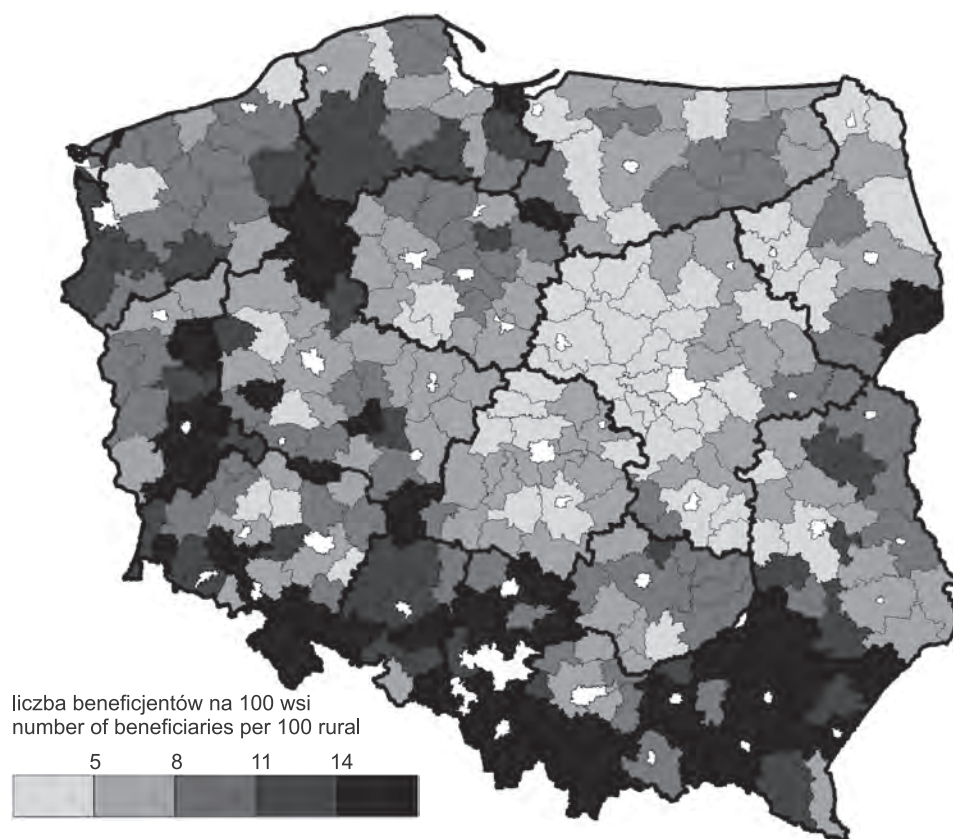 liczba beneficjentów na 100 wsi
number of beneficiaries per 100 rural
5 8 11 14